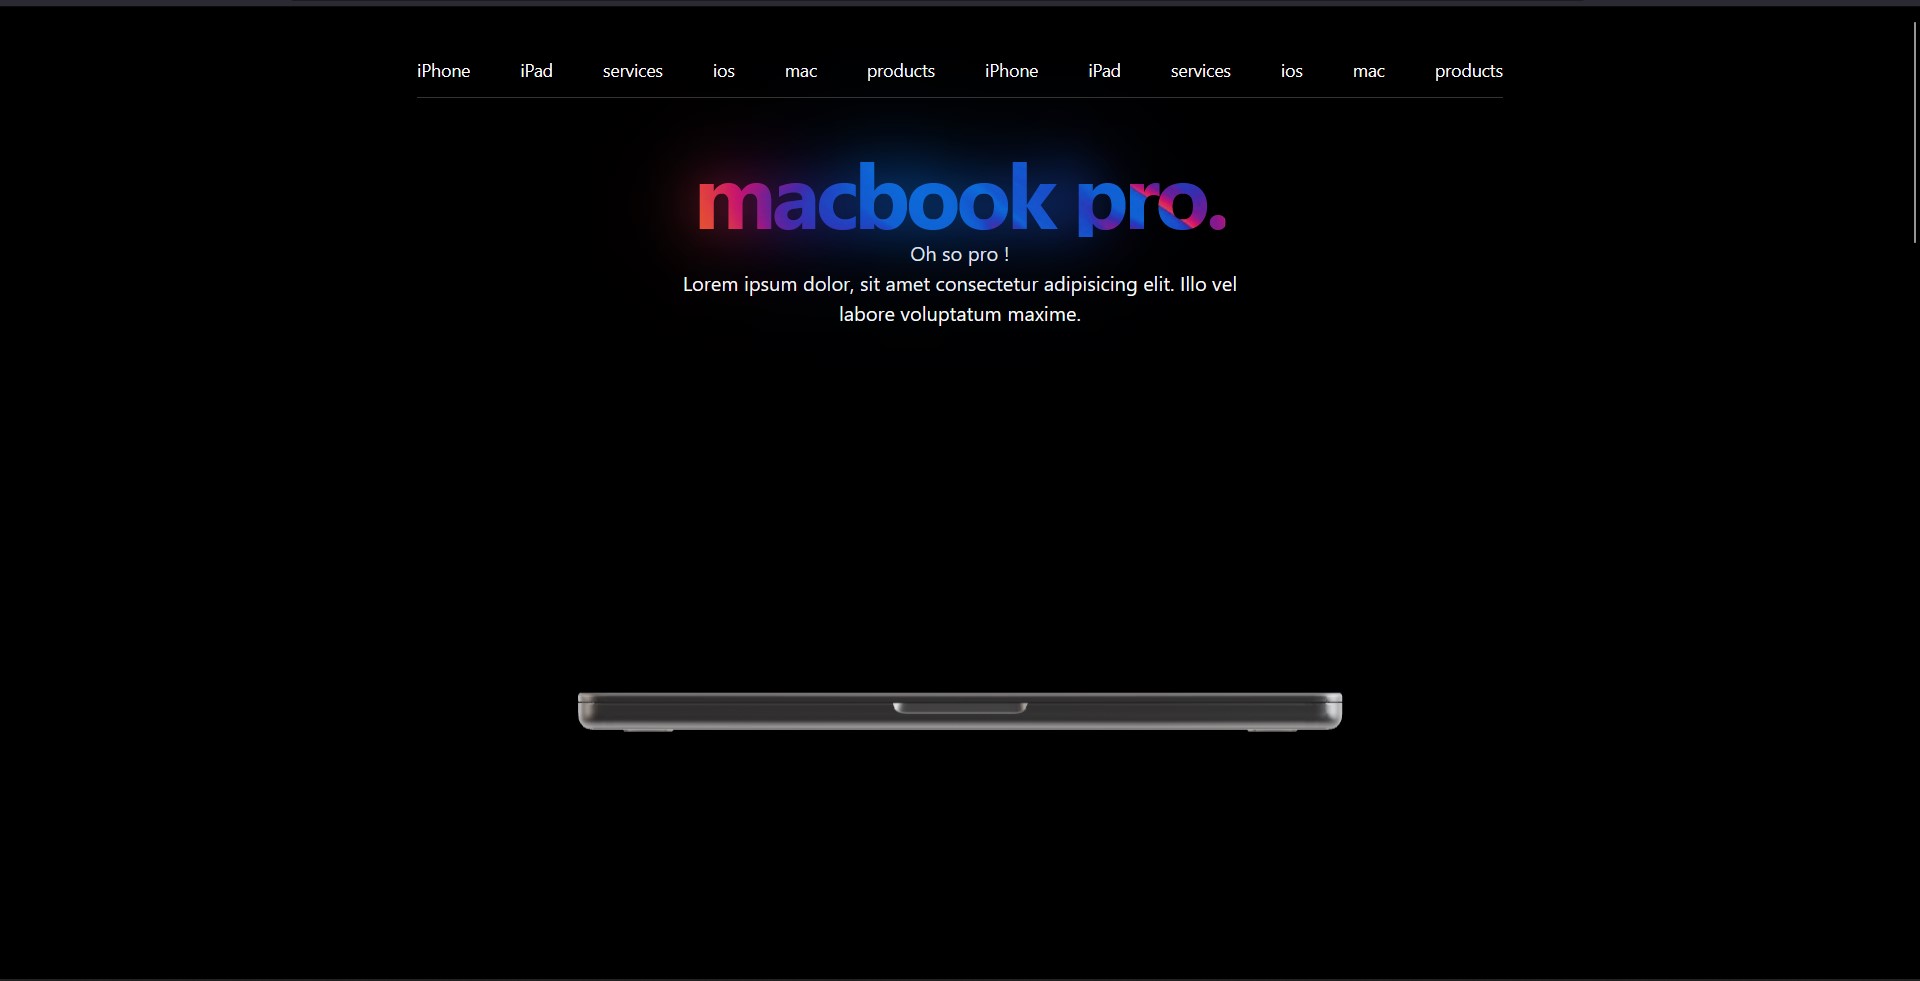 iPhone iPad services ios mac products iPhone iPad services ios mac products
macbook pro.
Oh so pro !
Lorem ipsum dolor, sit amet consectetur adipisicing elit. Illo vel
labore voluptatum maxime.